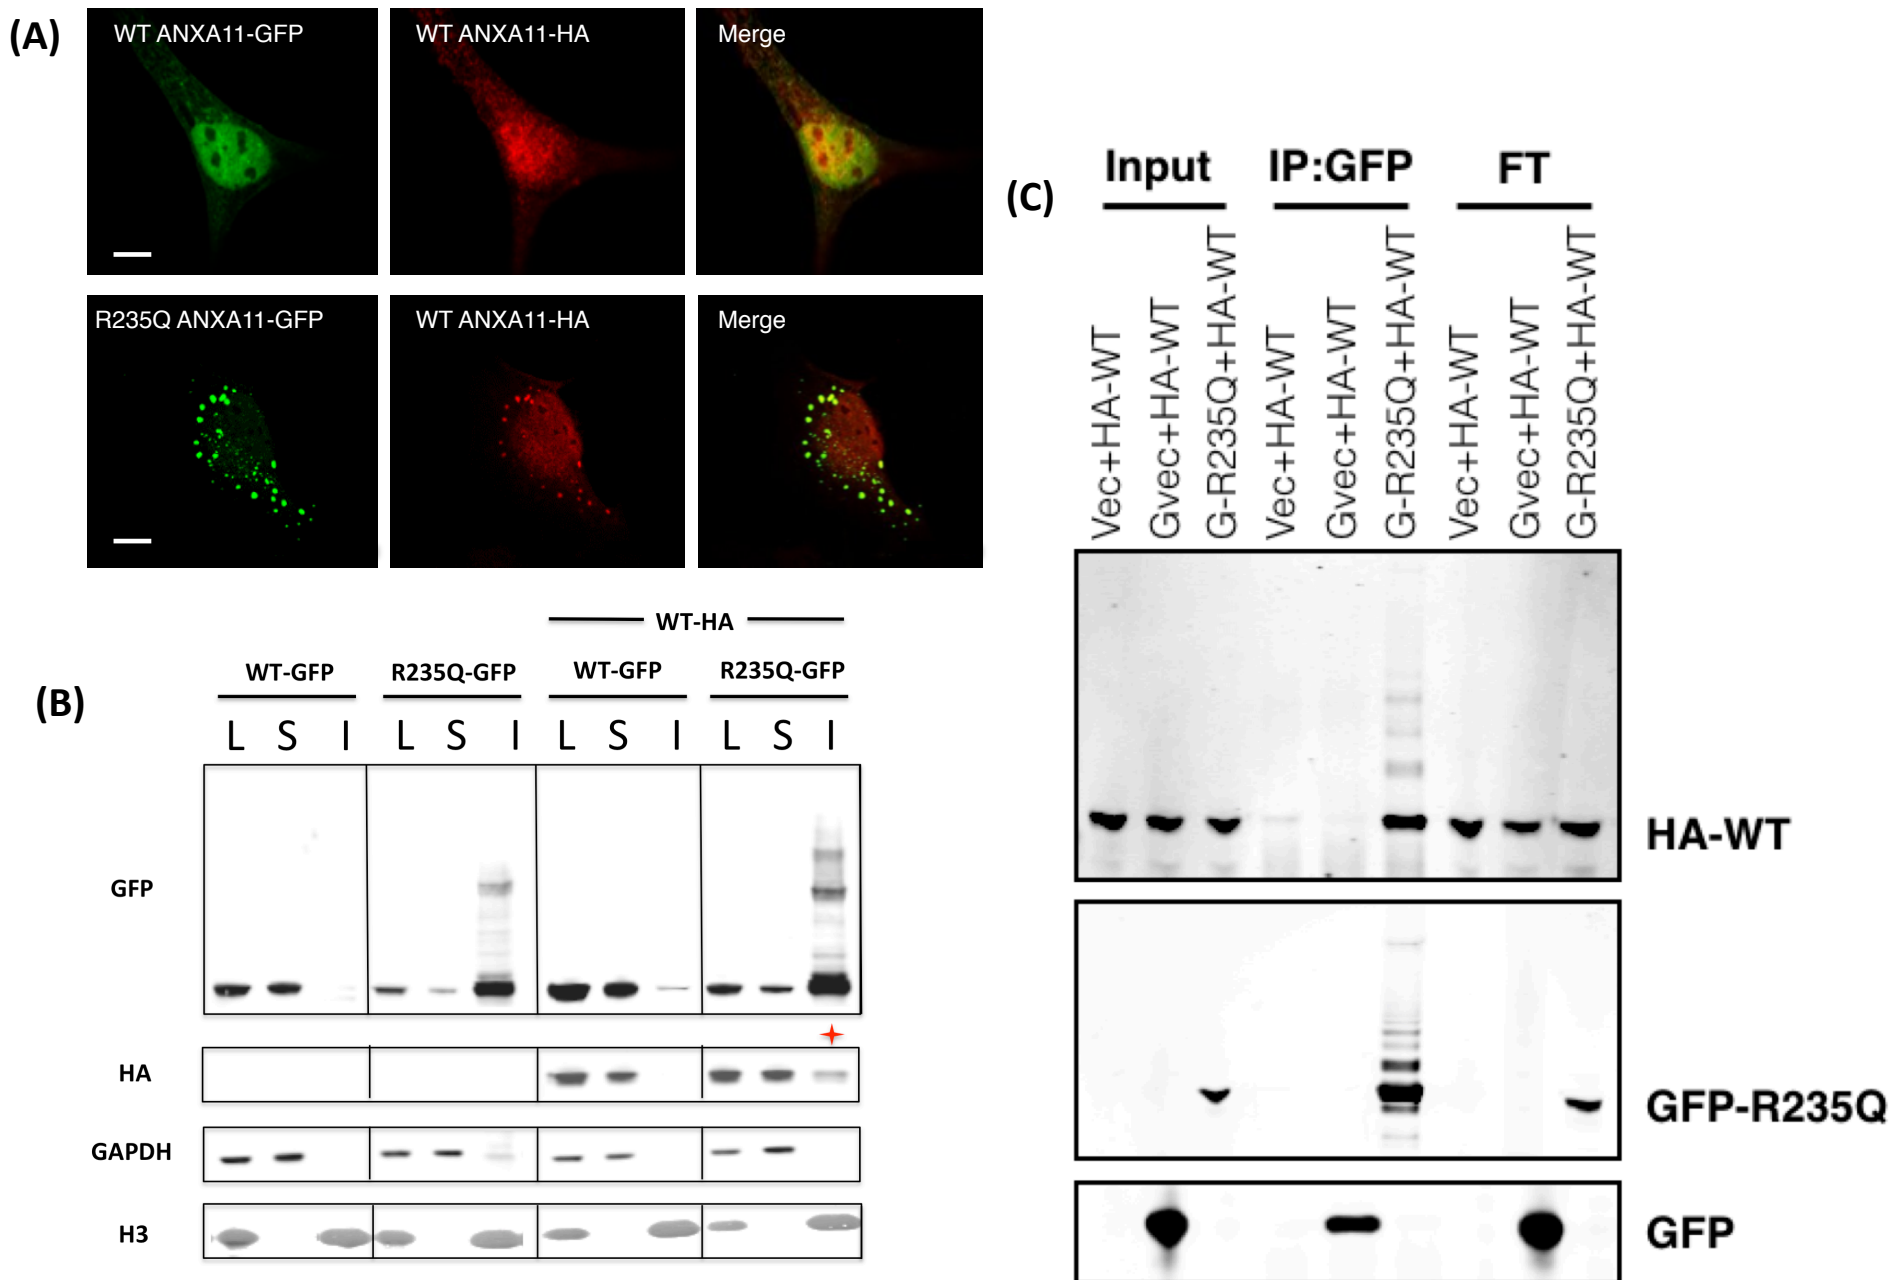 (A)
WT ANXA11-GFP
WT ANXA11-HA
Merge
R235Q ANXA11-GFP
WT ANXA11-HA
Merge
(B)
WT-HA
WT-GFP R235Q-GFP WT-GFP R235Q-GFP
L S I L S I L S I L S I
GFP
HA
GAPDH
H3
(C)
Input IP:GFP FT
Vec+HA-WT
Gvec+HA-WT
G-R235Q+HA-WT
Vec+HA-WT
Gvec+HA-WT
G-R235Q+HA-WT
Vec+HA-WT
Gvec+HA-WT
G-R235Q+HA-WT
HA-WT
GFP-R235Q
GFP